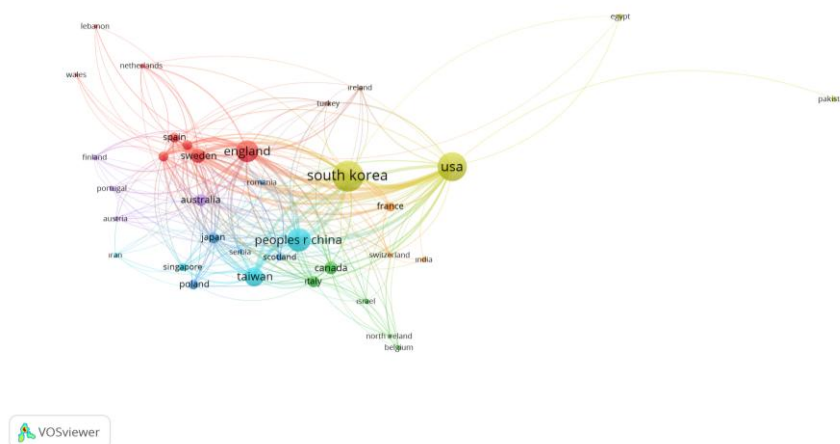 egypt
lebanon
netherlands
wales
ireland
pakist
turkey
spain
england
sweden
finland
usa
south korea
romania
portugal
australia
france
austria
japan
peoples r china
serbia
iran
scotland
switzerland
india
singapore
canada
taiwan
italy
poland
israel
north ireland
belgium
VOSviewer